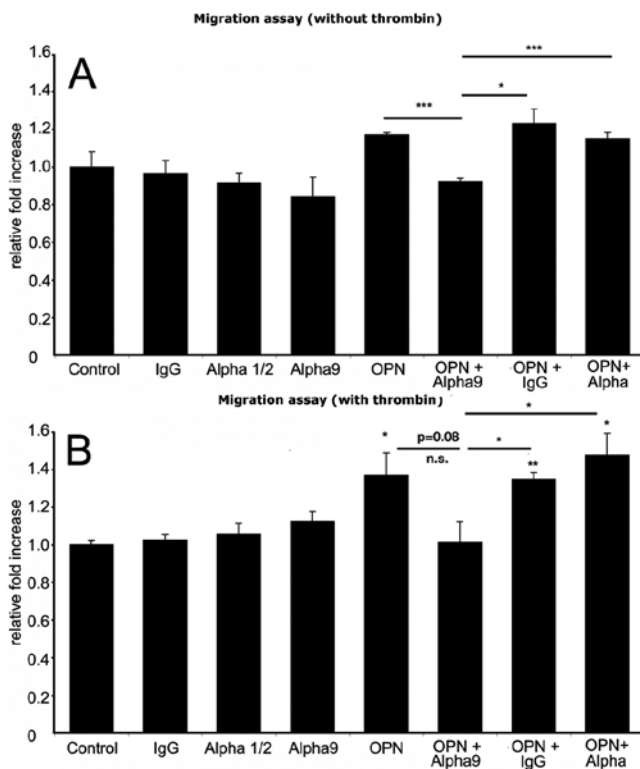 Migration assay (without thrombin)
A
relative fold increase
1.6
1.4
1.2
1.0
0.8
0.6
0.4
0.2
0
***
*
***
Control IgG Alpha 1/2 Alpha9 OPN OPN + OPN + OPN+
Alpha9 IgG Alpha
Migration assay (with thrombin)
B
relative fold increase
1.6
1.4
1.2
1.0
0.8
0.6
0.4
0.2
0
*
* p=0.08 * *
n.s. **
Control IgG Alpha 1/2 Alpha9 OPN OPN + OPN + OPN+
Alpha9 IgG Alpha